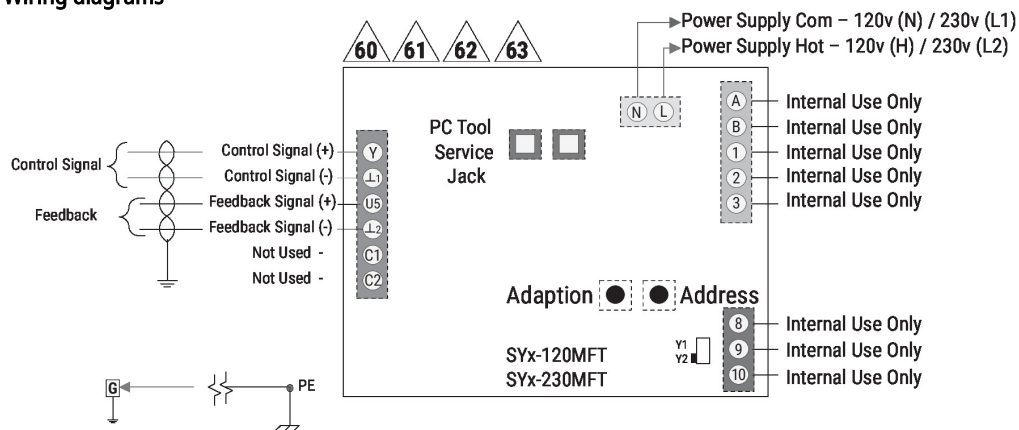 Wiring diagrams
Power Supply Com – 120v (N) / 230v (L1)
Power Supply Hot – 120v (H) / 230v (L2)
60 61 62 63
N L
PC Tool
Service
Jack
A Internal Use Only
B Internal Use Only
1 Internal Use Only
2 Internal Use Only
3 Internal Use Only
Control Signal
Control Signal (+) Y
Control Signal (-) ⊥1
Feedback
Feedback Signal (+) U5
Feedback Signal (-) ⊥2
Not Used - C1
Not Used - C2
Adaption Address
SYx-120MFT
SYx-230MFT
Y1
Y2
8 Internal Use Only
9 Internal Use Only
10 Internal Use Only
G PE